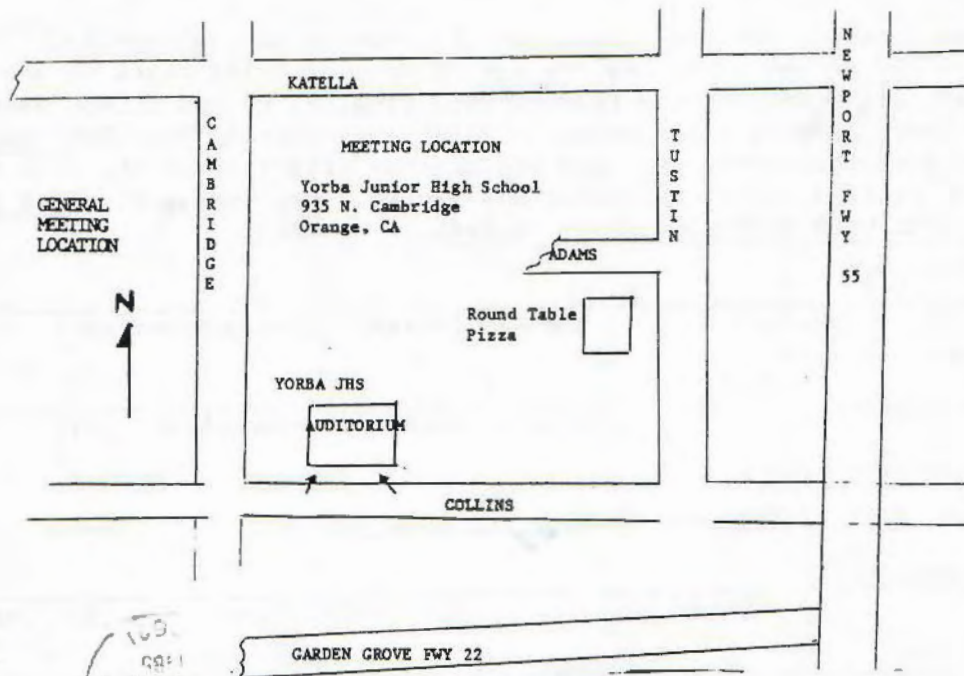 KATELLA
NEWPORT FWY 55
CAMBRIDGE
TUSTIN
MEETING LOCATION
Yorba Junior High School
935 N. Cambridge
Orange, CA
GENERAL
MEETING
LOCATION
ADAMS
N
Round Table
Pizza
YORBA JHS
AUDITORIUM
COLLINS
GARDEN GROVE FWY 22